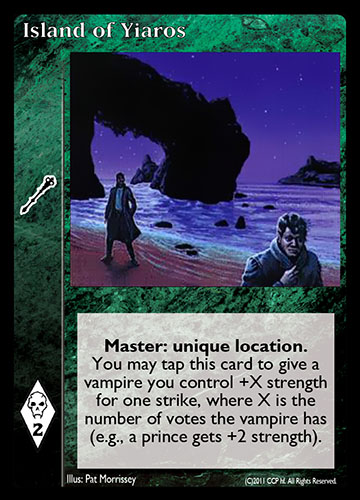 Island of Yiaros
Master: unique location.
You may tap this card to give a
vampire you control +X strength
for one strike, where X is the
number of votes the vampire has
(e.g., a prince gets +2 strength).
2
Illus: Pat Morrissey
(C)2011 CCP hf. All Rights Reserved.